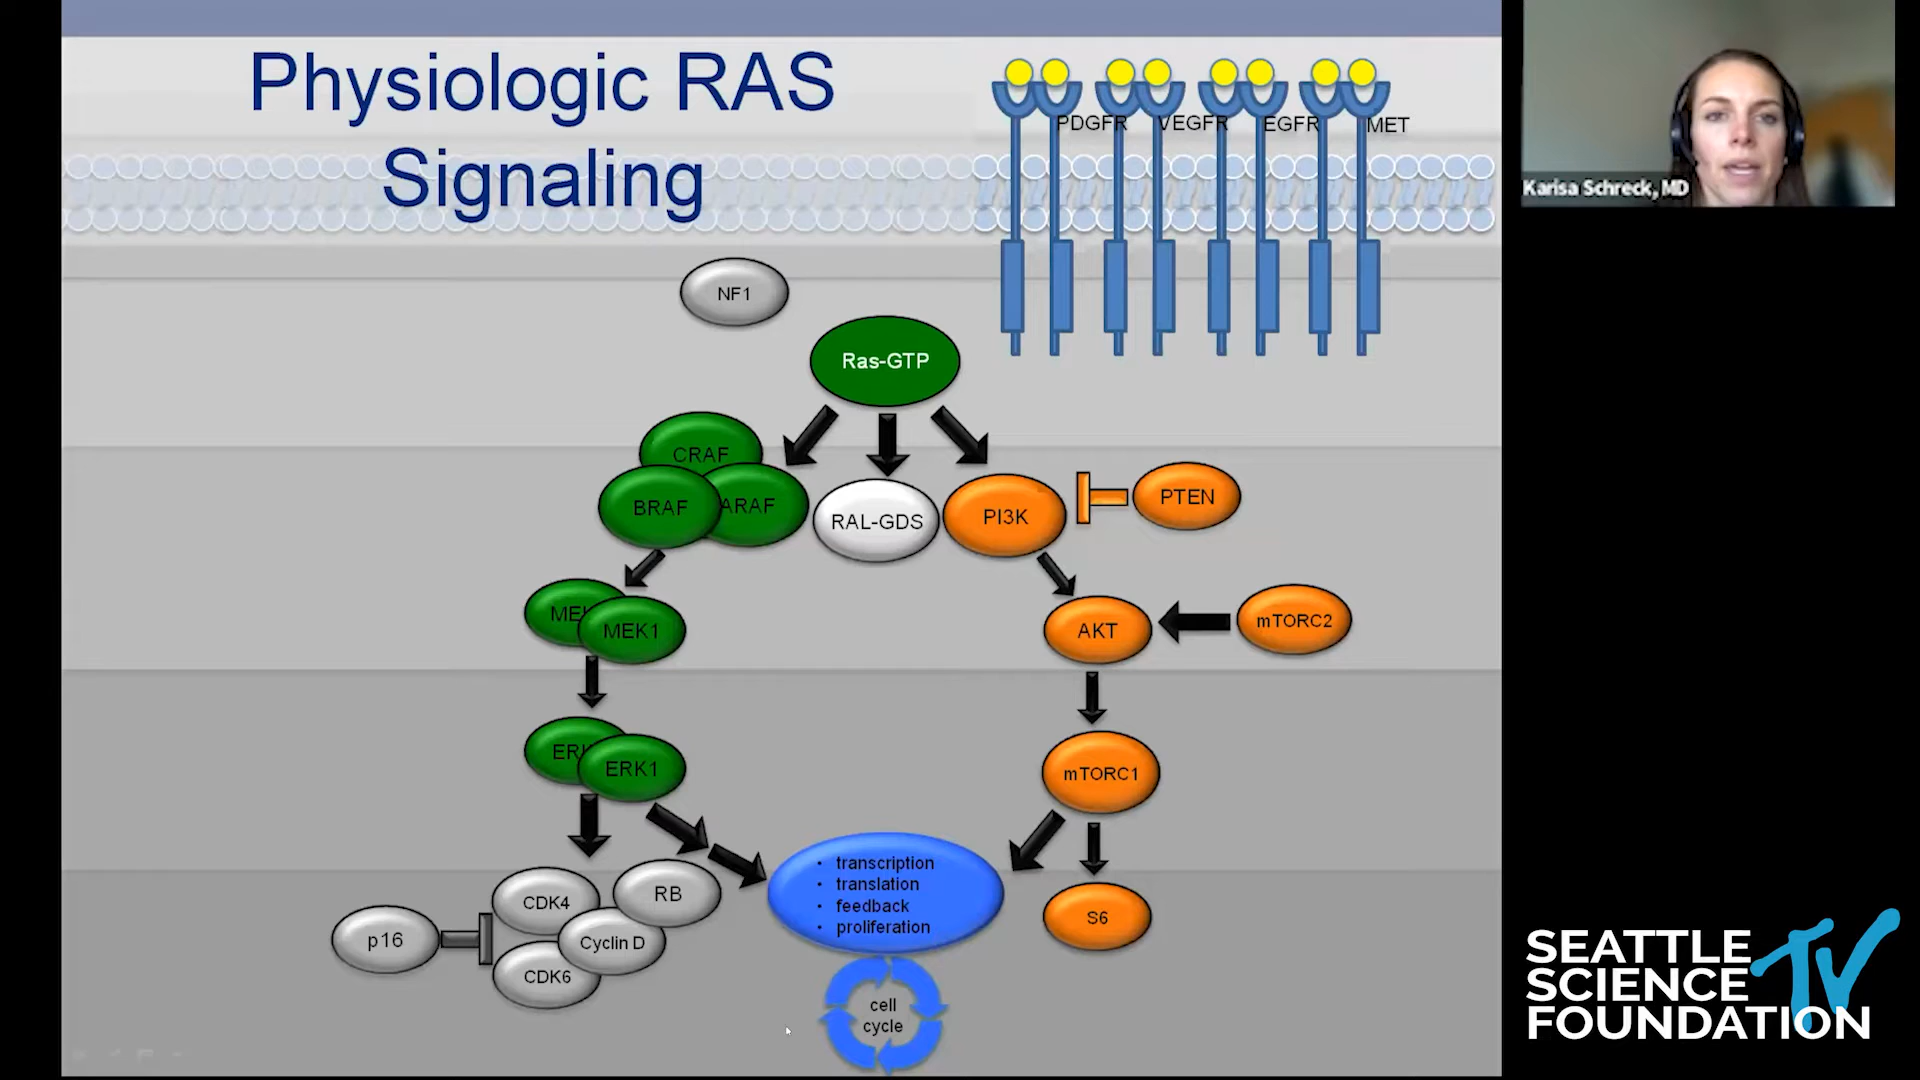 Physiologic RAS
Signaling
PDGFR
VEGFR
EGFR
MET
Karisa Schreck, MD
NF1
Ras-GTP
CRAF
BRAF
ARAF
RAL-GDS
PI3K
PTEN
MEK1
AKT
mTORC2
ERK1
mTORC1
• transcription
• translation
• feedback
• proliferation
p16
CDK4
RB
Cyclin D
CDK6
S6
cell
cycle
SEATTLE
SCIENCE TV
FOUNDATION